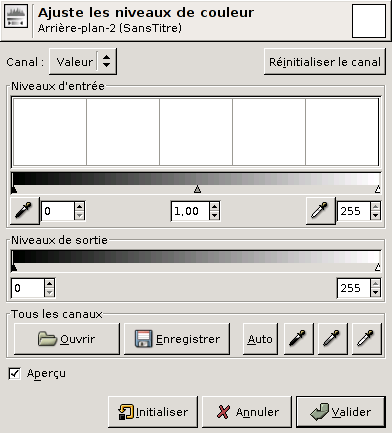 Ajuste les niveaux de couleur
Arrière-plan-2 (SansTitre)
Canal : Valeur Réinitialiser le canal
Niveaux d'entrée
0 1,00 255
Niveaux de sortie
0 255
Tous les canaux
Ouvrir Enregistrer Auto
Aperçu
Initialiser Annuler Valider